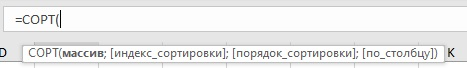 =СОРТ(
D
СОРТ(массив; [индекс_сортировки]; [порядок_сортировки]; [по_столбцу])
K